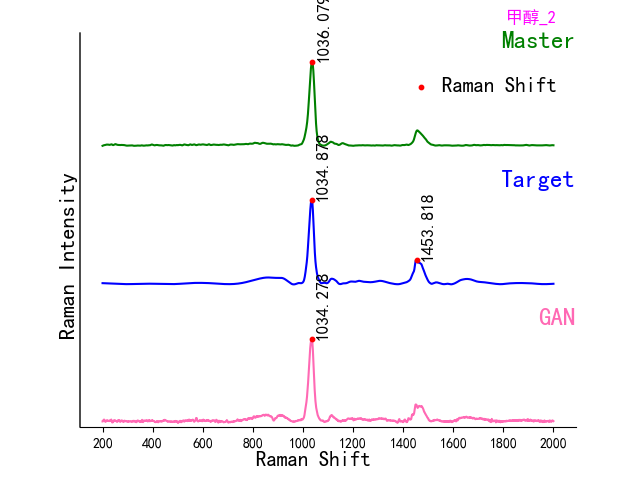 甲醇_2
Master
1036.079
Raman Shift
1034.878
Target
1453.818
1034.278
GAN
Raman Intensity
200 400 600 800 1000 1200 1400 1600 1800 2000
Raman Shift